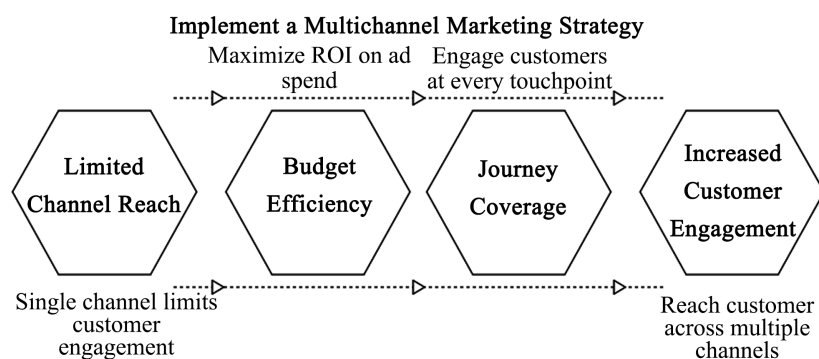 Implement a Multichannel Marketing Strategy
Maximize ROI on ad
spend
Engage customers
at every touchpoint
Limited
Channel Reach
Budget
Efficiency
Journey
Coverage
Increased
Customer
Engagement
Single channel limits
customer
engagement
Reach customer
across multiple
channels